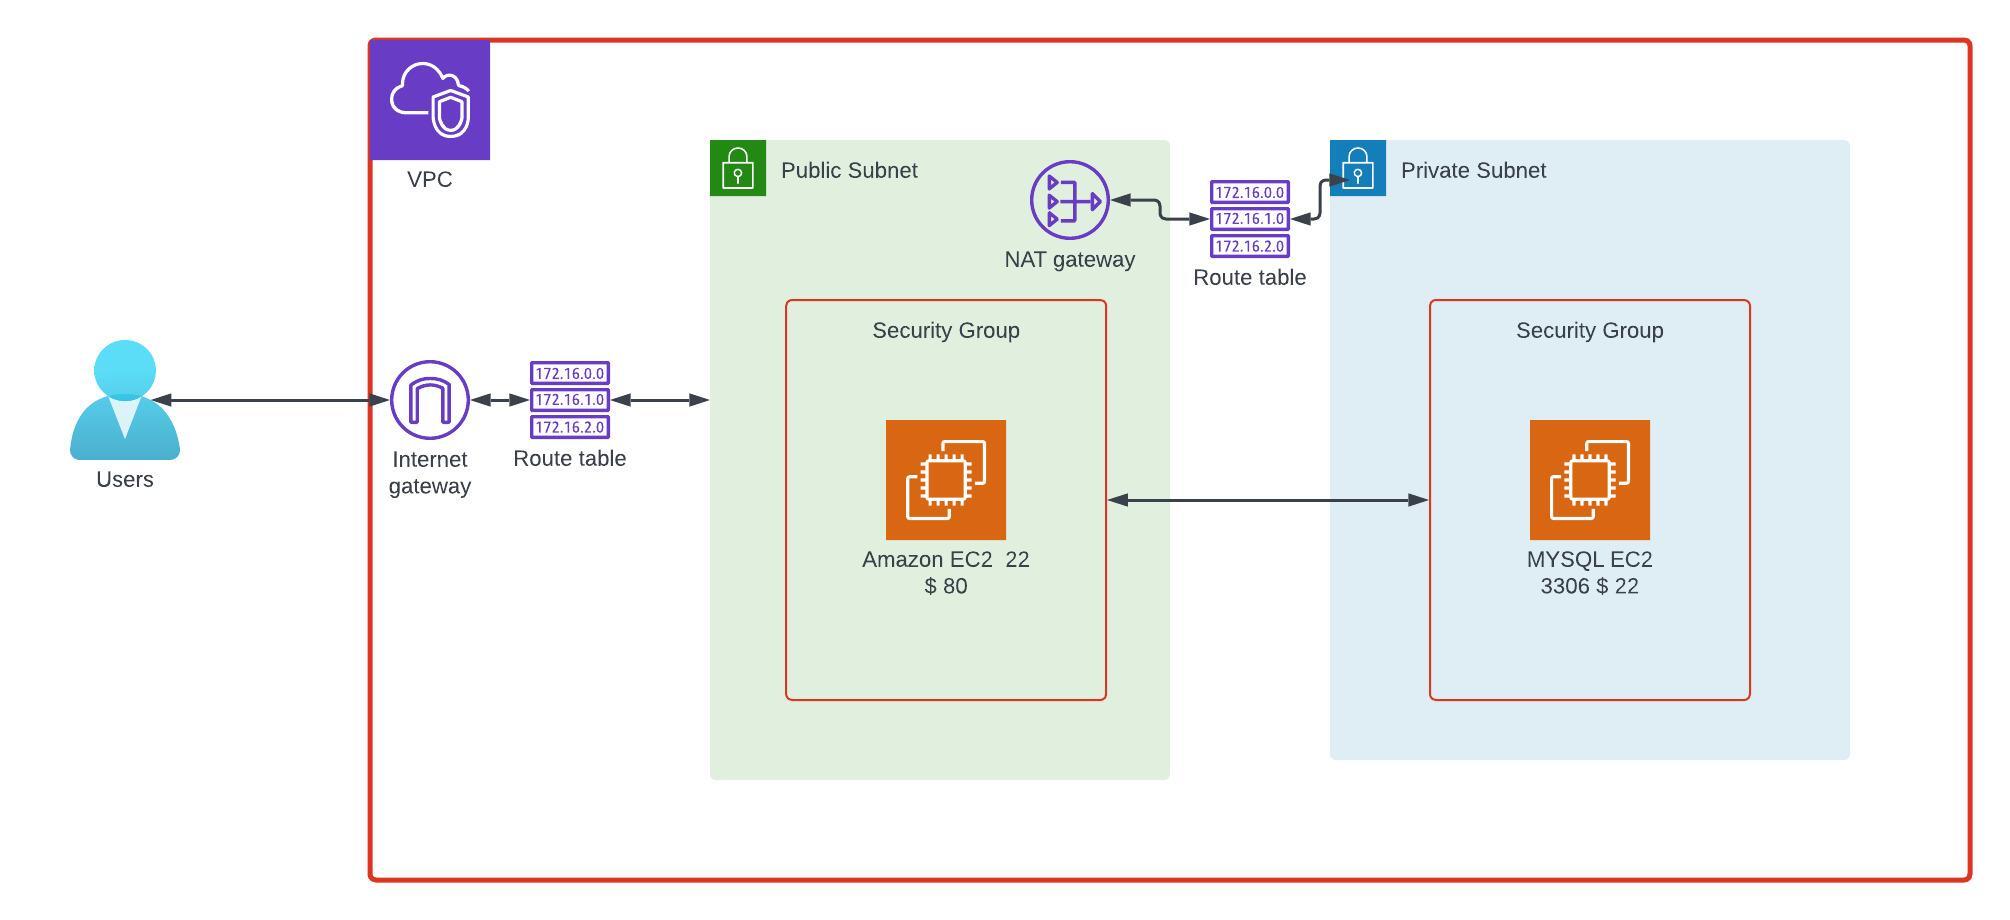 VPC
Public Subnet
Private Subnet
172.16.0.0
172.16.1.0
172.16.2.0
NAT gateway
Route table
Security Group
Security Group
172.16.0.0
172.16.1.0
172.16.2.0
Internet
gateway
Route table
Users
Amazon EC2  22
$ 80
MYSQL EC2
3306 $ 22